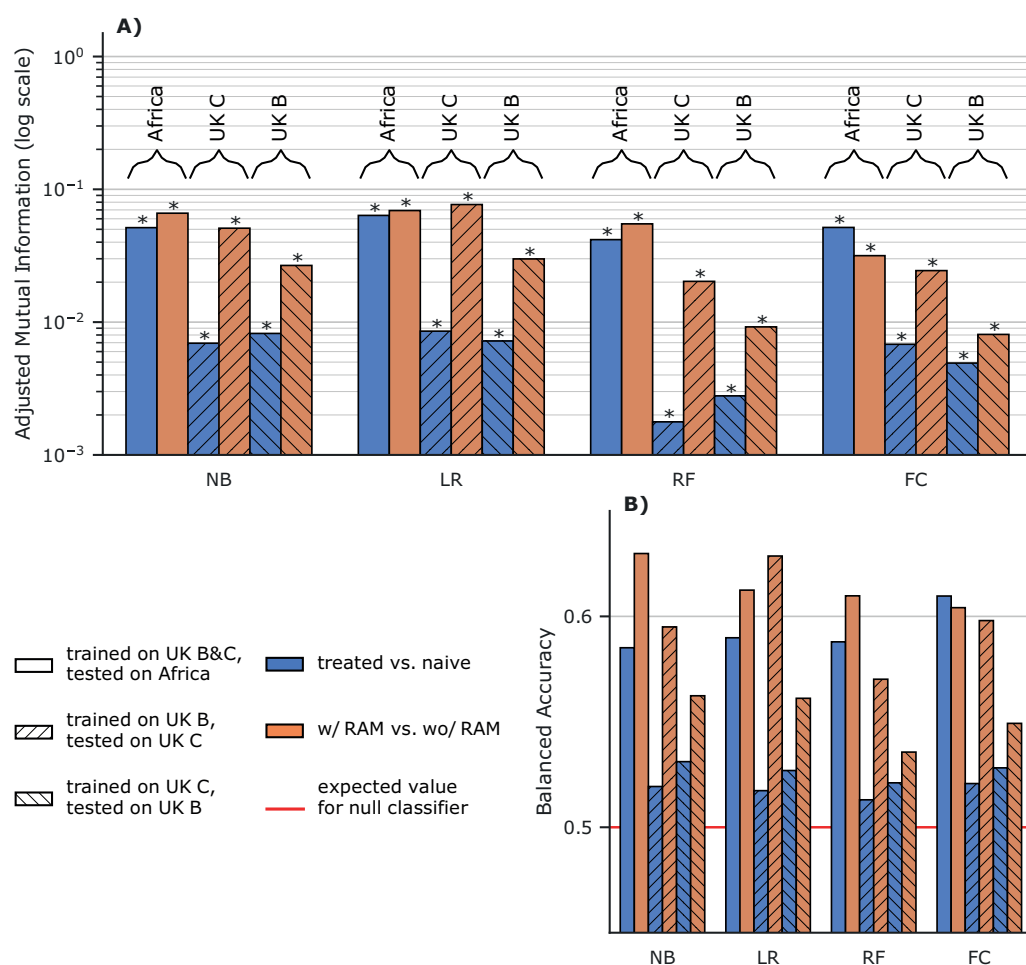 A)
Adjusted Mutual Information (log scale)
10⁰
10⁻¹
10⁻²
10⁻³
Africa
UK C
UK B
Africa
UK C
UK B
Africa
UK C
UK B
Africa
UK C
UK B
* * * * * *
* * * * * *
* * * * * *
* * * * * *
NB
LR
RF
FC
trained on UK B&C,
tested on Africa
trained on UK B,
tested on UK C
trained on UK C,
tested on UK B
treated vs. naive
w/ RAM vs. wo/ RAM
expected value
for null classifier
B)
Balanced Accuracy
0.6
0.5
NB
LR
RF
FC